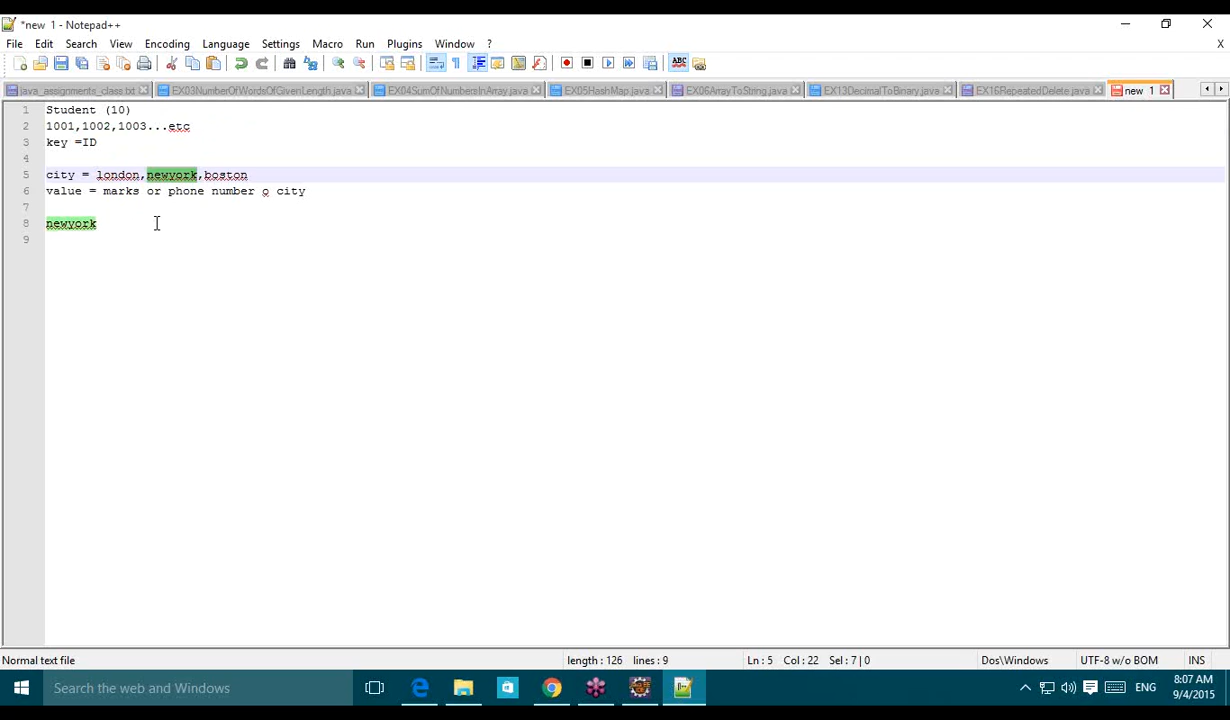 *new 1 - Notepad++
File Edit Search View Encoding Language Settings Macro Run Plugins Window ? X
java_assignments_class.txt EX03NumberOfWordsOfGivenLength.java EX04SumOfNumbersInArray.java EX05HashMap.java EX06ArrayToString.java EX13DecimalToBinary.java EX16RepeatedDelete.java new 1
1 Student (10)
2 1001,1002,1003...etc
3 key =ID
4
5 city = london,newyork,boston
6 value = marks or phone number o city
7
8 newyork
9
Normal text file length : 126 lines : 9 Ln : 5 Col : 22 Sel : 7 | 0 Dos\Windows UTF-8 w/o BOM INS
Search the web and Windows ENG 8:07 AM
9/4/2015